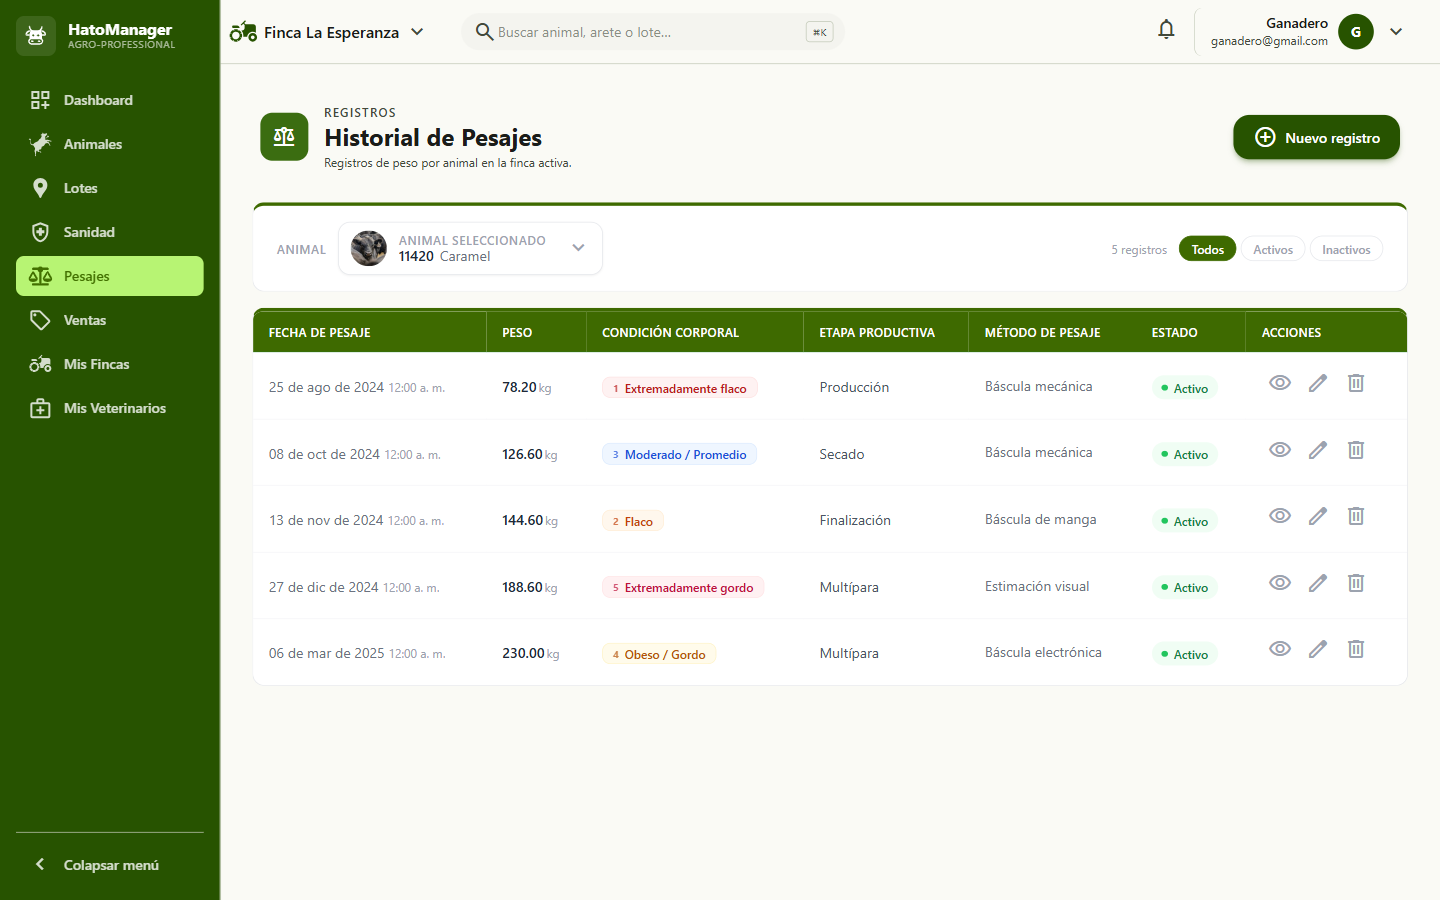 HatoManager
AGRO-PROFESSIONAL
Dashboard
Animales
Lotes
Sanidad
Pesajes
Ventas
Mis Fincas
Mis Veterinarios
Colapsar menú
Finca La Esperanza
Buscar animal, arete o lote...
⌘K
Ganadero
ganadero@gmail.com
G
REGISTROS
Historial de Pesajes
Registros de peso por animal en la finca activa.
Nuevo registro
ANIMAL
ANIMAL SELECCIONADO
11420 Caramel
5 registros Todos Activos Inactivos
FECHA DE PESAJE PESO CONDICIÓN CORPORAL ETAPA PRODUCTIVA MÉTODO DE PESAJE ESTADO ACCIONES
25 de ago de 2024 12:00 a. m. 78.20 kg 1 Extremadamente flaco Producción Báscula mecánica Activo
08 de oct de 2024 12:00 a. m. 126.60 kg 3 Moderado / Promedio Secado Báscula mecánica Activo
13 de nov de 2024 12:00 a. m. 144.60 kg 2 Flaco Finalización Báscula de manga Activo
27 de dic de 2024 12:00 a. m. 188.60 kg 5 Extremadamente gordo Multípara Estimación visual Activo
06 de mar de 2025 12:00 a. m. 230.00 kg 4 Obeso / Gordo Multípara Báscula electrónica Activo